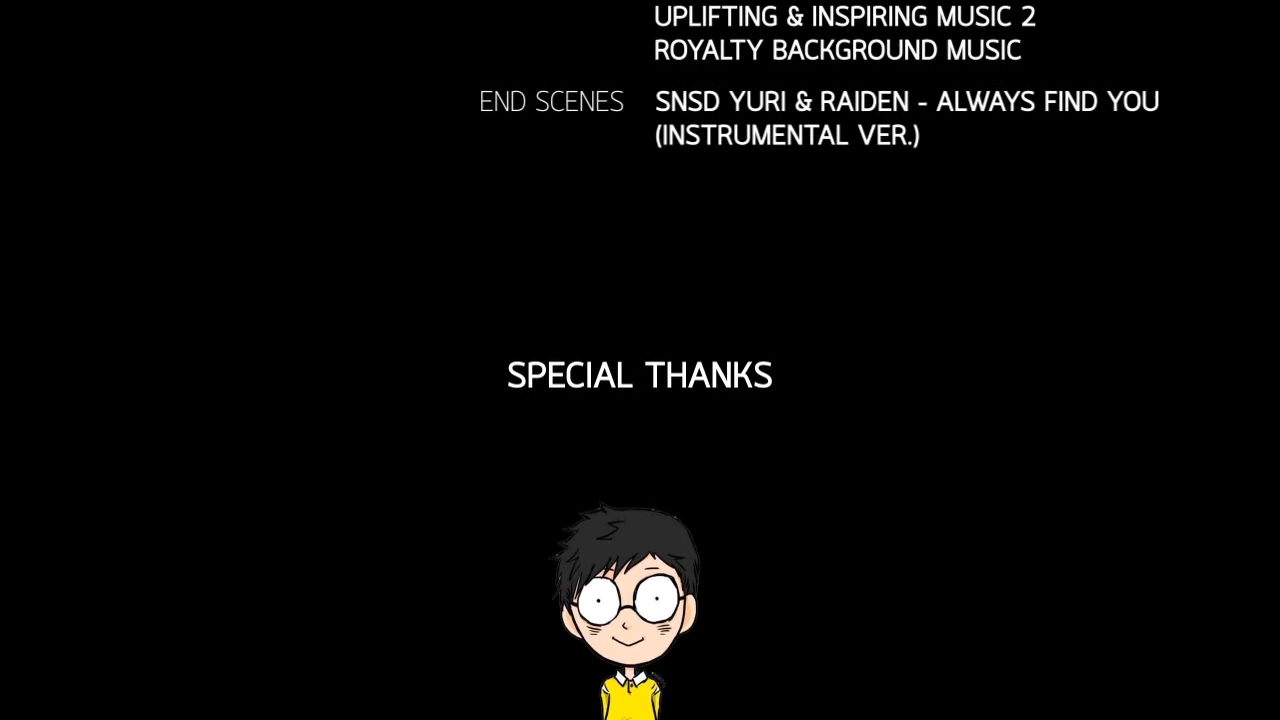 UPLIFTING & INSPIRING MUSIC 2
ROYALTY BACKGROUND MUSIC
END SCENES SNSD YURI & RAIDEN - ALWAYS FIND YOU
(INSTRUMENTAL VER.)
SPECIAL THANKS